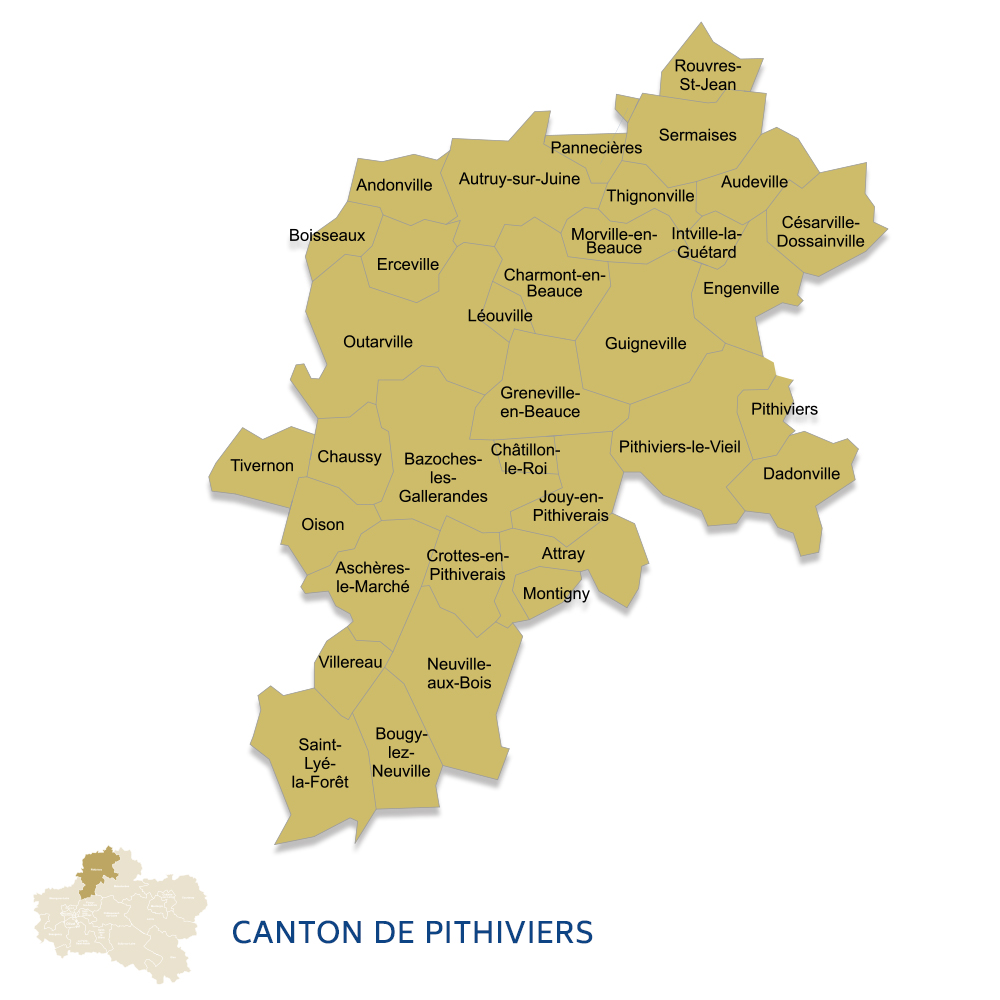 Rouvres-
St-Jean
Sermaises
Pannecières
Autruy-sur-Juine
Andonville
Thignonville
Audeville
Césarville-
Dossainville
Boisseaux
Morville-en-
Beauce
Intville-la-
Guétard
Erceville
Charmont-en-
Beauce
Engenville
Léouville
Outarville
Guigneville
Greneville-
en-Beauce
Pithiviers
Pithiviers-le-Vieil
Châtillon-
le-Roi
Chaussy
Tivernon
Bazoches-
les-
Gallerandes
Dadonville
Jouy-en-
Pithiverais
Oison
Attray
Crottes-en-
Pithiverais
Aschères-
le-Marché
Montigny
Villereau
Neuville-
aux-Bois
Bougy-
lez-
Neuville
Saint-
Lyé-
la-Forêt
CANTON DE PITHIVIERS